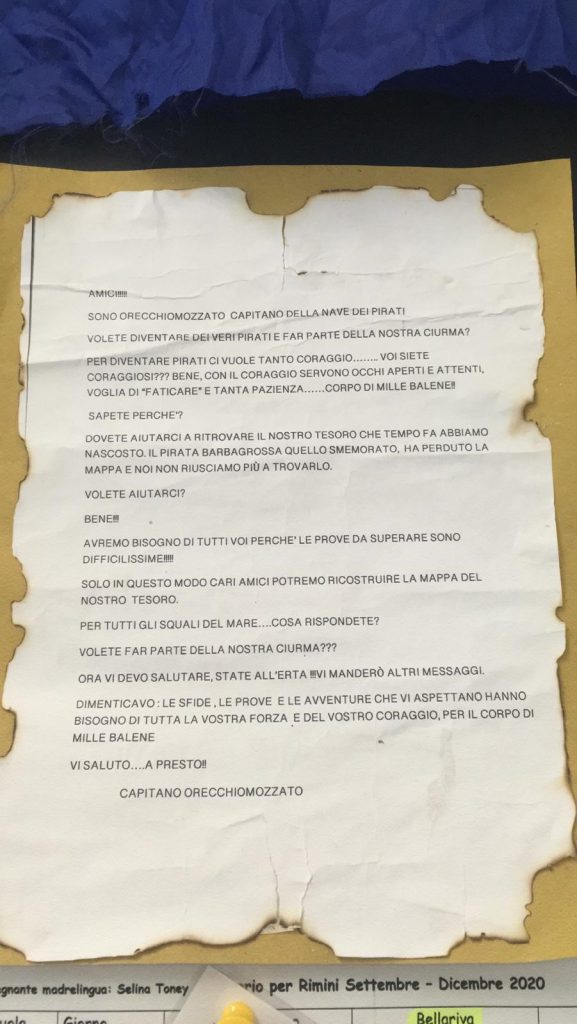 AMICI!!!!!!
SONO ORECCHIOMOZZATO CAPITANO DELLA NAVE DEI PIRATI
VOLETE DIVENTARE DEI VERI PIRATI E FAR PARTE DELLA NOSTRA CIURMA?
PER DIVENTARE PIRATI CI VUOLE TANTO CORAGGIO……. VOI SIETE
CORAGGIOSI??? BENE, CON IL CORAGGIO SERVONO OCCHI APERTI E ATTENTI,
VOGLIA DI "FATICARE" E TANTA PAZIENZA……CORPO DI MILLE BALENE!!
SAPETE PERCHE'?
DOVETE AIUTARCI A RITROVARE IL NOSTRO TESORO CHE TEMPO FA ABBIAMO
NASCOSTO. IL PIRATA BARBAGROSSA QUELLO SMEMORATO, HA PERDUTO LA
MAPPA E NOI NON RIUSCIAMO PIÙ A TROVARLO.
VOLETE AIUTARCI?
BENE!!!
AVREMO BISOGNO DI TUTTI VOI PERCHE' LE PROVE DA SUPERARE SONO
DIFFICILISSIME!!!!!
SOLO IN QUESTO MODO CARI AMICI POTREMO RICOSTRUIRE LA MAPPA DEL
NOSTRO TESORO.
PER TUTTI GLI SQUALI DEL MARE….COSA RISPONDETE?
VOLETE FAR PARTE DELLA NOSTRA CIURMA???
ORA VI DEVO SALUTARE, STATE ALL'ERTA !!!VI MANDERÒ ALTRI MESSAGGI.
DIMENTICAVO : LE SFIDE , LE PROVE E LE AVVENTURE CHE VI ASPETTANO HANNO
BISOGNO DI TUTTA LA VOSTRA FORZA E DEL VOSTRO CORAGGIO, PER IL CORPO DI
MILLE BALENE
VI SALUTO….A PRESTO!!
CAPITANO ORECCHIOMOZZATO
madrelingua: Selina Toney per Rimini Settembre - Dicembre 2020
Giorno Bellariva